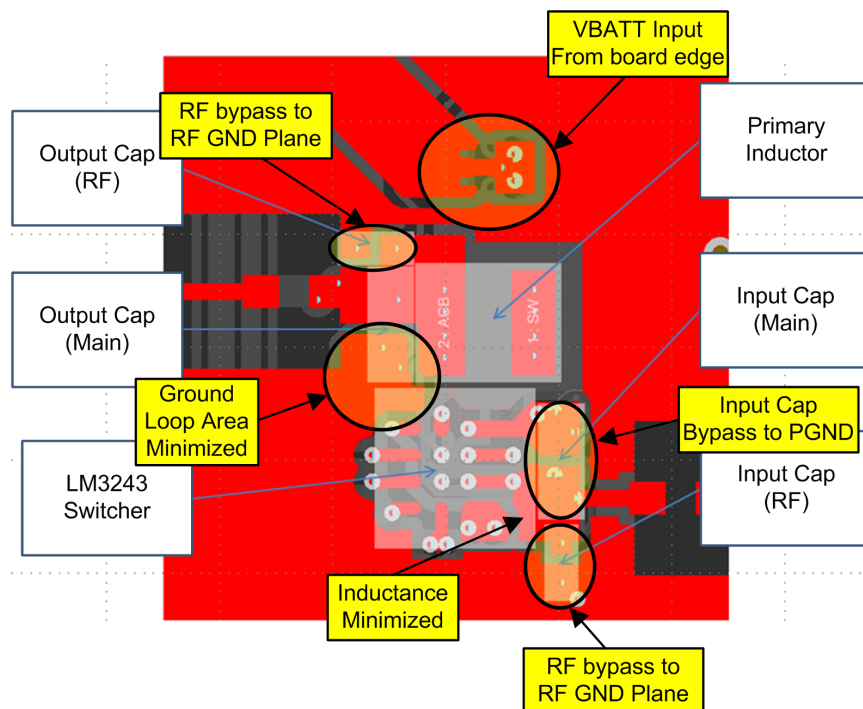 VBATT Input
From board edge
RF bypass to
RF GND Plane
Output Cap
(RF)
Primary
Inductor
Output Cap
(Main)
Input Cap
(Main)
2 : ACB
1 : SW
Ground
Loop Area
Minimized
Input Cap
Bypass to PGND
LM3243
Switcher
Input Cap
(RF)
Inductance
Minimized
RF bypass to
RF GND Plane